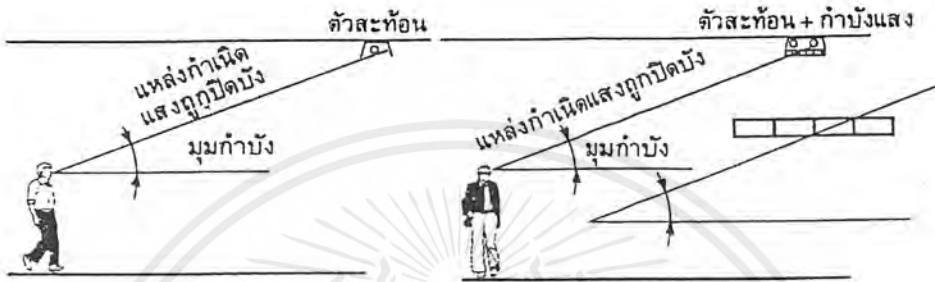 ตัวสะท้อน
แหล่งกำเนิด
แสงถูกปิดบัง
มุมกำบัง
ตัวสะท้อน + กำบังแสง
แหล่งกำเนิดแสงถูกปิดบัง
มุมกำบัง